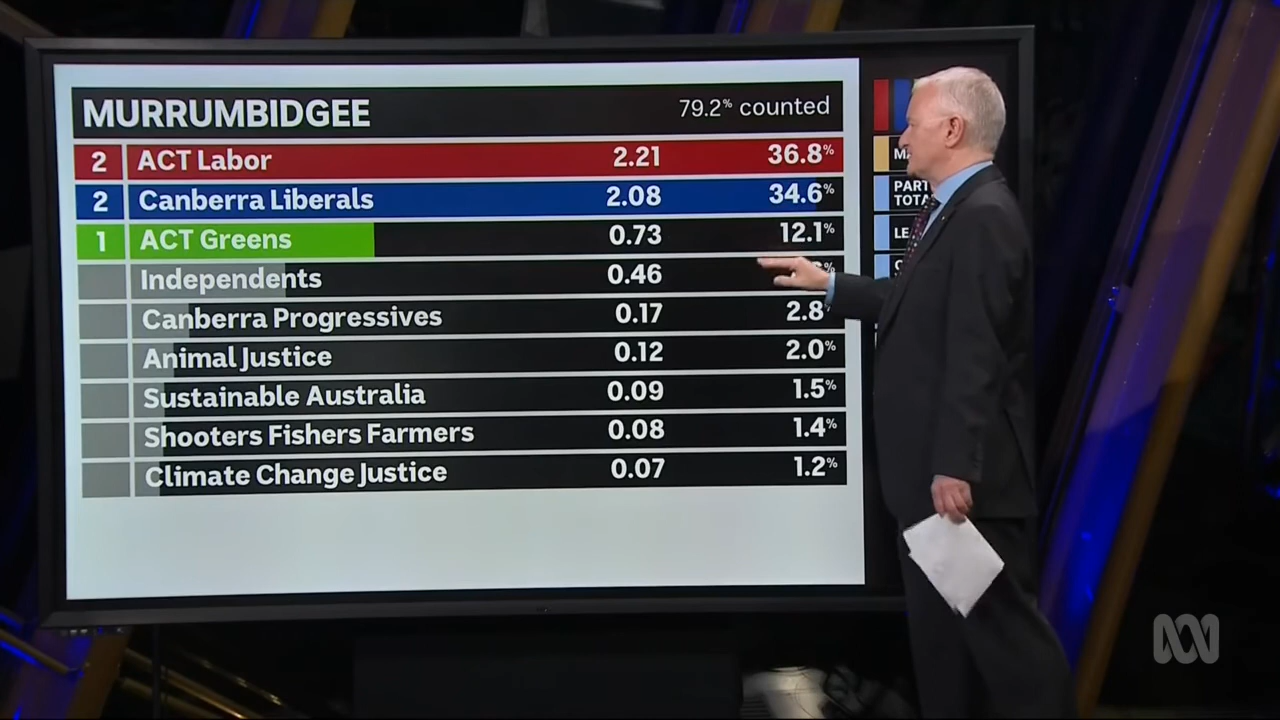 MURRUMBIDGEE 79.2% counted
2 ACT Labor 2.21 36.8%
2 Canberra Liberals 2.08 34.6%
1 ACT Greens 0.73 12.1%
Independents 0.46 %
Canberra Progressives 0.17 2.8%
Animal Justice 0.12 2.0%
Sustainable Australia 0.09 1.5%
Shooters Fishers Farmers 0.08 1.4%
Climate Change Justice 0.07 1.2%
PART
TOTA
LE